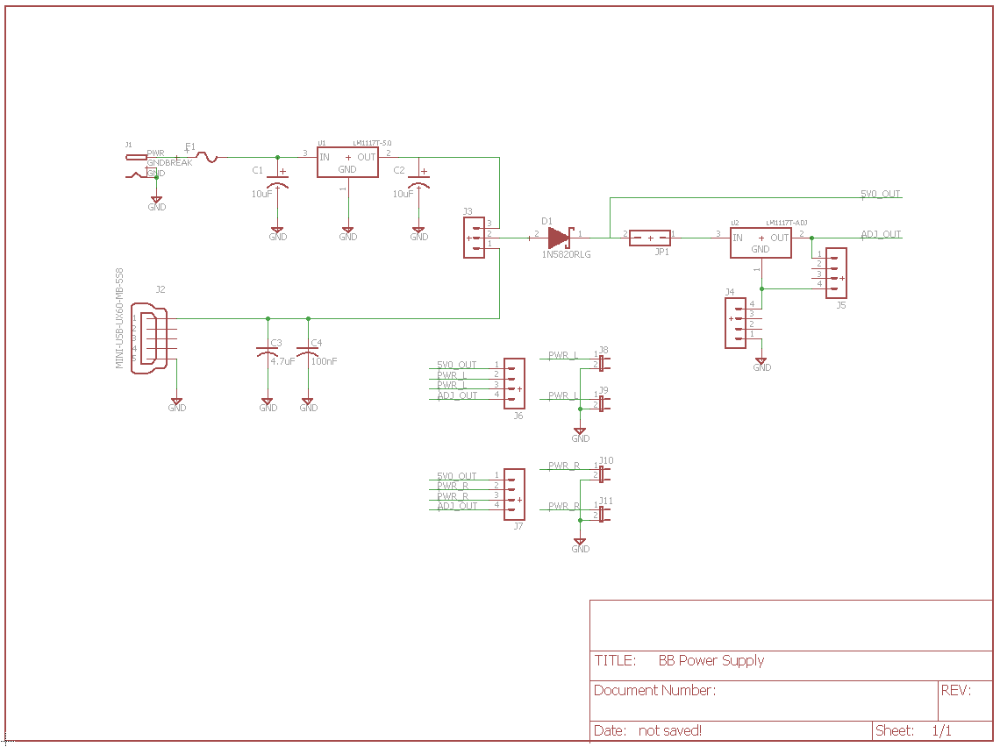 J1
PWR
GNDBREAK
GND
GND
F1
C1
10uF
GND
3
U1
LM1117T-5.0
IN
OUT
GND
2
1
GND
C2
10uF
GND
J3
3
2
1
2
D1
1
1N5820RLG
2
1
JP1
5V0_OUT
3
U2
LM1117T-ADJ
IN
OUT
GND
2
1
ADJ_OUT
1
2
3
4
J5
J4
4
3
2
1
GND
MINI-USB-UX60-MB-5S8
J2
1
2
3
4
5
GND
C3
4.7uF
GND
C4
100nF
GND
5V0_OUT 1
PWR_L 2
PWR_L 3
ADJ_OUT 4
J6
PWR_L 1 J8
2
PWR_L 1 J9
2
GND
5V0_OUT 1
PWR_R 2
PWR_R 3
ADJ_OUT 4
J7
PWR_R 1 J10
2
PWR_R 1 J11
2
GND
TITLE: BB Power Supply
Document Number:
REV:
Date: not saved!
Sheet: 1/1